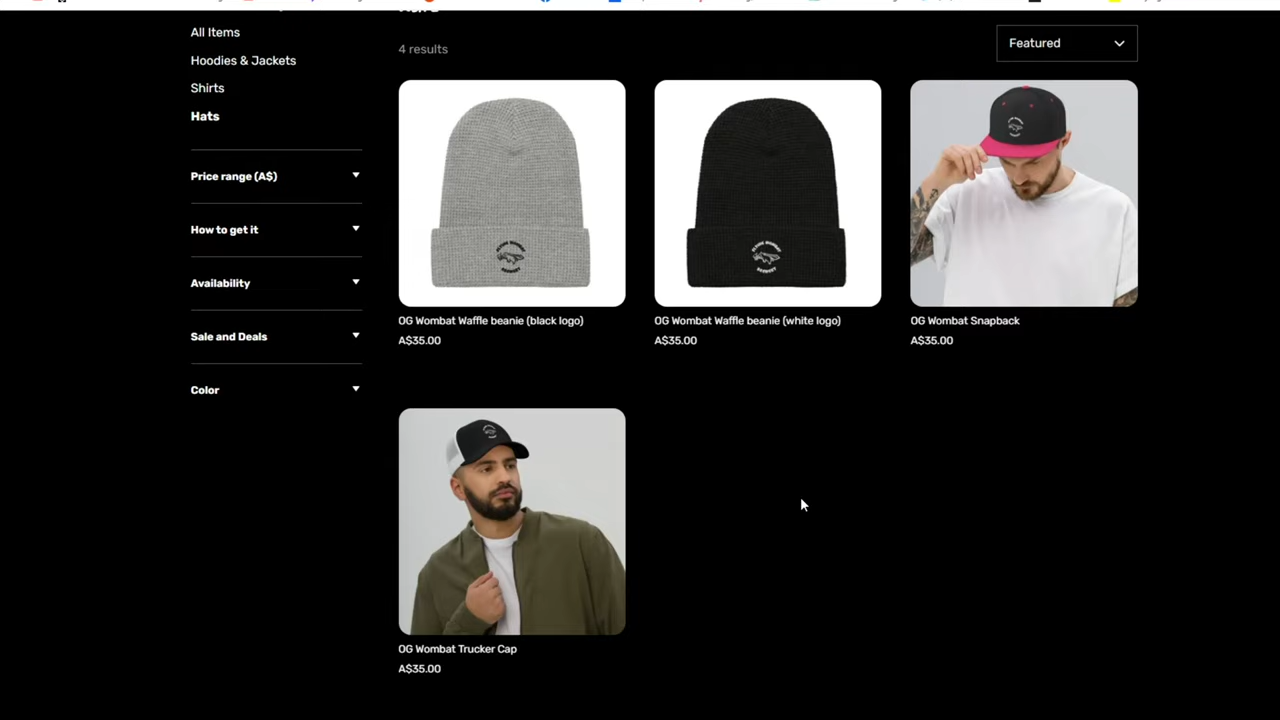 All Items
Hoodies & Jackets
Shirts
Hats
Price range (A$)
How to get it
Availability
Sale and Deals
Color
4 results
Featured
OG Wombat Waffle beanie (black logo)
A$35.00
OG Wombat Waffle beanie (white logo)
A$35.00
OG Wombat Snapback
A$35.00
OG Wombat Trucker Cap
A$35.00